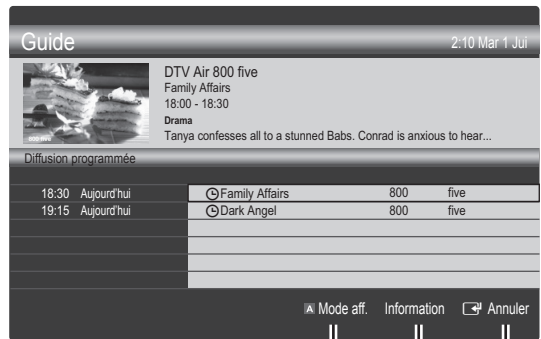 Guide
2:10 Mar 1 Jui
DTV Air 800 five
Family Affairs
18:00 - 18:30
Drama
Tanya confesses all to a stunned Babs. Conrad is anxious to hear...
800 five
Diffusion programmée
18:30 Aujourd'hui Family Affairs 800 five
19:15 Aujourd'hui Dark Angel 800 five
A Mode aff. Information Annuler